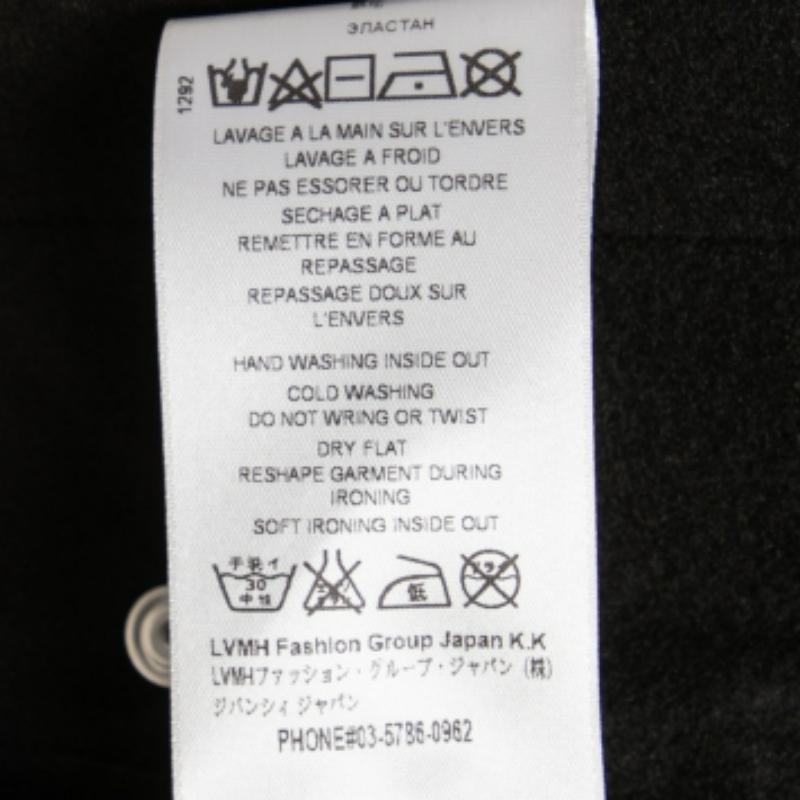 ЭЛАСТАН
1292
LAVAGE A LA MAIN SUR L'ENVERS
LAVAGE A FROID
NE PAS ESSORER OU TORDRE
SECHAGE A PLAT
REMETTRE EN FORME AU
REPASSAGE
REPASSAGE DOUX SUR
L'ENVERS
HAND WASHING INSIDE OUT
COLD WASHING
DO NOT WRING OR TWIST
DRY FLAT
RESHAPE GARMENT DURING
IRONING
SOFT IRONING INSIDE OUT
手洗イ
30
中性
低
ドライ
LVMH Fashion Group Japan K.K
LVMHファッション・グループ・ジャパン (株)
ジバンシィ ジャパン
PHONE#03-5786-0962